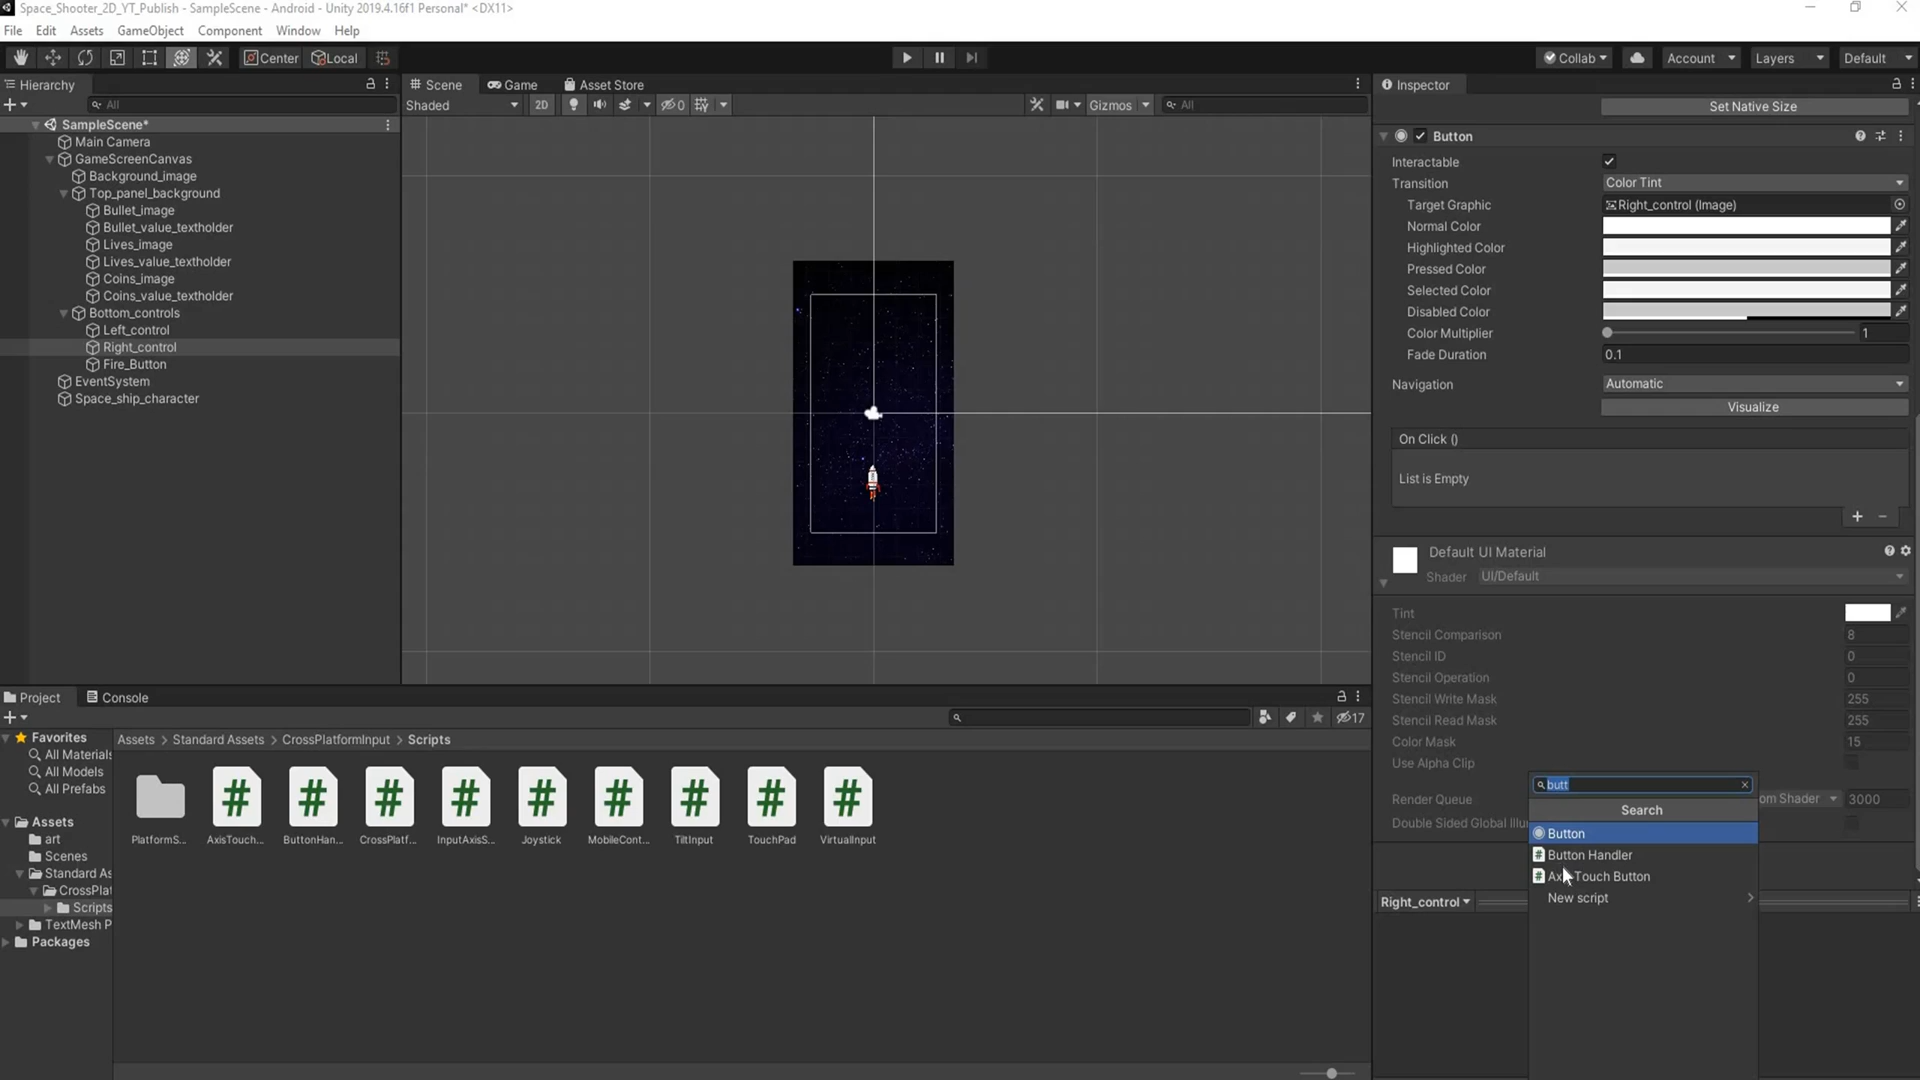 Space_Shooter_2D_YT_Publish - SampleScene - Android - Unity 2019.4.16f1 Personal* <DX11>
File Edit Assets GameObject Component Window Help
Center Local
Collab Account Layers Default
Hierarchy
All
SampleScene*
Main Camera
GameScreenCanvas
Background_image
Top_panel_background
Bullet_image
Bullet_value_textholder
Lives_image
Lives_value_textholder
Coins_image
Coins_value_textholder
Bottom_controls
Left_control
Right_control
Fire_Button
EventSystem
Space_ship_character
Scene Game Asset Store
Shaded 2D 0 Gizmos All
Inspector
Set Native Size
Button
Interactable
Transition Color Tint
Target Graphic Right_control (Image)
Normal Color
Highlighted Color
Pressed Color
Selected Color
Disabled Color
Color Multiplier 1
Fade Duration 0.1
Navigation Automatic
Visualize
On Click ()
List is Empty
Default UI Material
Shader UI/Default
Tint
Stencil Comparison 8
Stencil ID 0
Stencil Operation 0
Stencil Write Mask 255
Stencil Read Mask 255
Color Mask 15
Use Alpha Clip
Render Queue om Shader 3000
Double Sided Global Illu
butt
Search
Button
Button Handler
Touch Button
New script
Right_control
Project Console
17
Favorites
All Materials
All Models
All Prefabs
Assets
art
Scenes
Standard As
CrossPlat
Scripts
TextMesh P
Packages
Assets > Standard Assets > CrossPlatformInput > Scripts
PlatformS... AxisTouch... ButtonHan... CrossPlatf... InputAxisS... Joystick MobileCont... TiltInput TouchPad VirtualInput